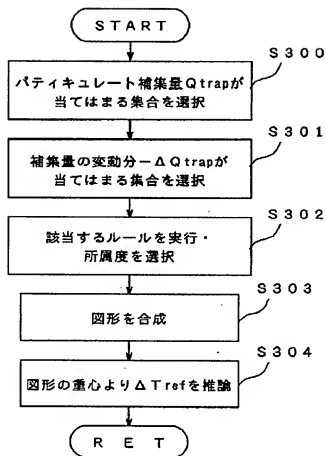 START
S300
パティキュレート補集量Qtrapが
当てはまる集合を選択
S301
補集量の変動分-ΔQtrapが
当てはまる集合を選択
S302
該当するルールを実行・
所属度を選択
S303
図形を合成
S304
図形の重心よりΔTrefを推論
RET